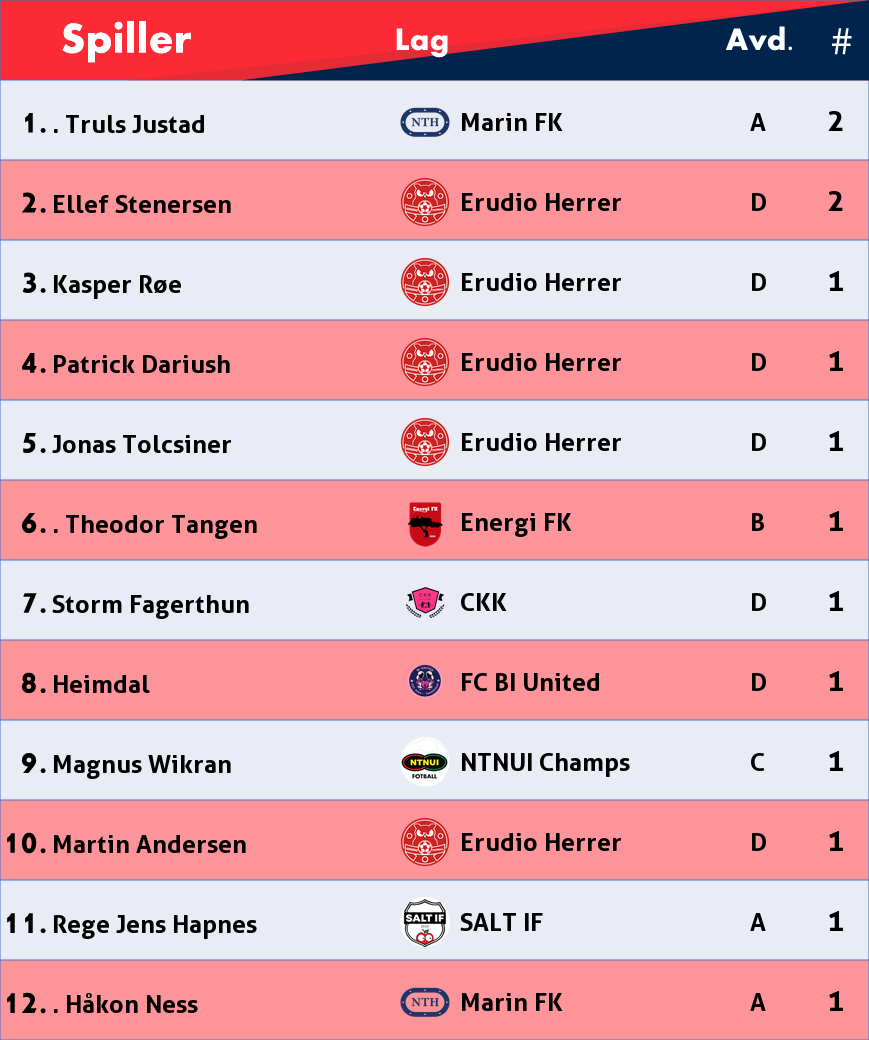 Spiller Lag Avd. #
1. . Truls Justad NTH Marin FK A 2
2. Ellef Stenersen Erudio Herrer D 2
3. Kasper Røe Erudio Herrer D 1
4. Patrick Dariush Erudio Herrer D 1
5. Jonas Tolcsiner Erudio Herrer D 1
6. . Theodor Tangen Energi FK Energi FK B 1
7. Storm Fagerthun CKK CKK D 1
8. Heimdal FC BI United D 1
9. Magnus Wikran NTNUI FOTBALL NTNUI Champs C 1
10. Martin Andersen Erudio Herrer D 1
11. Rege Jens Hapnes SALT IF SALT IF A 1
12. . Håkon Ness NTH Marin FK A 1